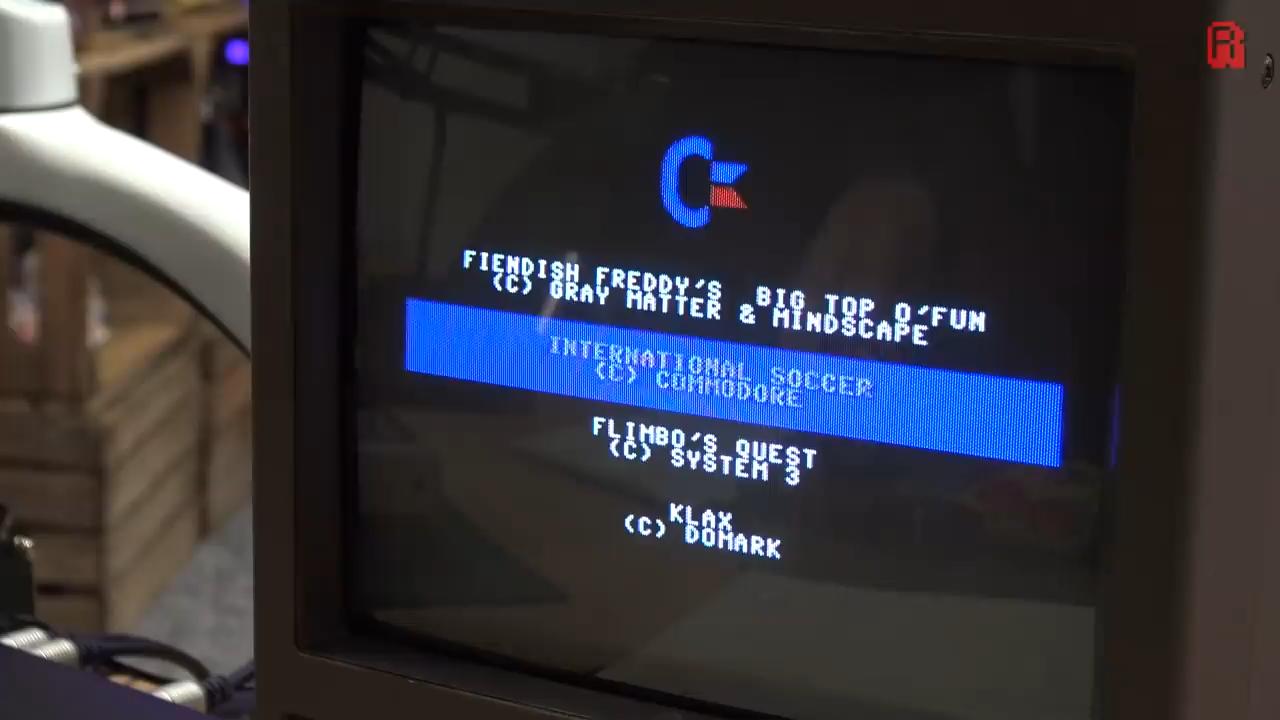 FIENDISH FREDDY'S  BIG TOP O'FUN
(C) GRAY MATTER & MINDSCAPE
INTERNATIONAL SOCCER
(C) COMMODORE
FLIMBO'S QUEST
(C) SYSTEM 3
KLAX
(C) DOMARK